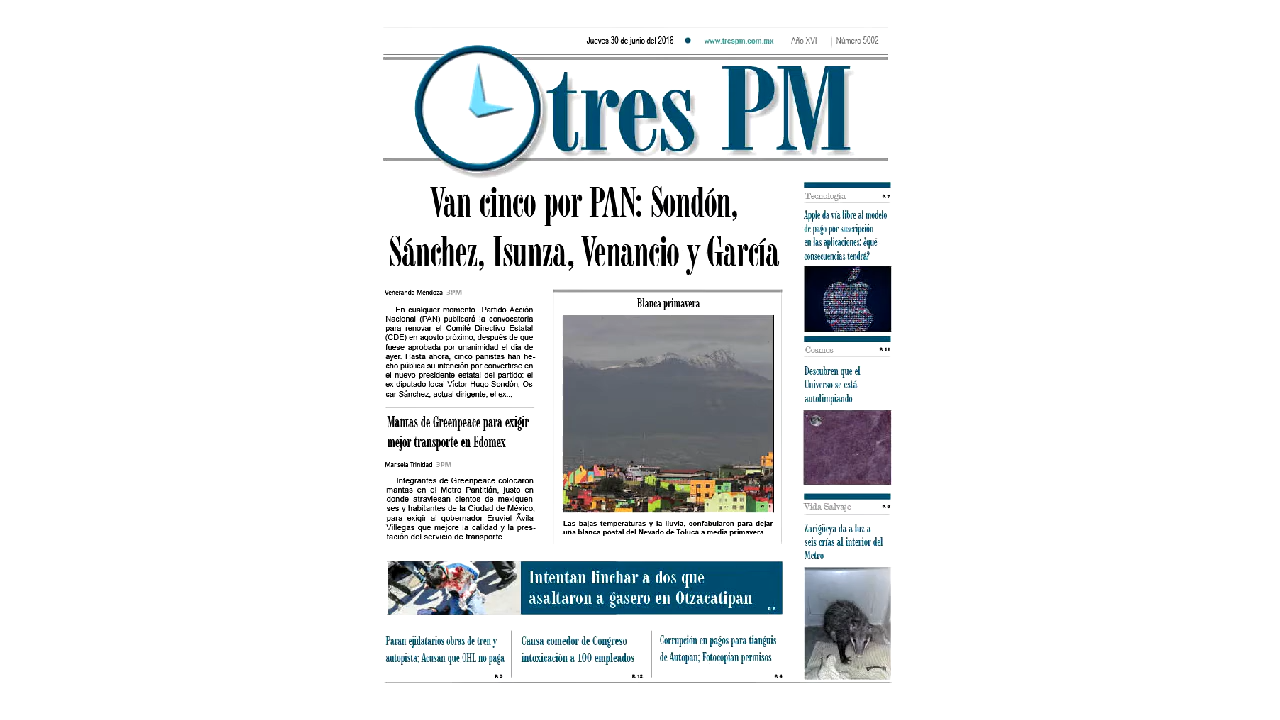 Jueves 30 de junio del 2016 www.trespm.com.mx Año XVI Número 5002
tres PM
Van cinco por PAN: Sondón,
Sánchez, Isunza, Venancio y García
Venerando Mendoza 3PM
En cualquier momento, Partido Acción
Nacional (PAN) publicará la convocatoria
para renovar el Comité Directivo Estatal
(CDE) en agosto próximo, después de que
fuese aprobada por unanimidad el día de
ayer. Hasta ahora, cinco panistas han he-
cho pública su intención por convertirse en
el nuevo presidente estatal del partido: el
ex diputado local Víctor Hugo Sondón, Os
car Sánchez, actual dirigente; el ex...
Mantas de Greenpeace para exigir
mejor transporte en Edomex
Marisela Trinidad 3PM
Integrantes de Greenpeace colocaron
mantas en el Metro Pantitlán, justo en
donde atraviesan cientos de mexiquen
ses y habitantes de la Ciudad de México,
para exigir al gobernador Eruviel Ávila
Villegas que mejore la calidad y la pres-
tación del servicio de transporte
Blanca primavera
Las bajas temperaturas y la lluvia, confabularon para dejar
una blanca postal del Nevado de Toluca a media primavera
Tecnología
Apple da vía libre al modelo
de pago por suscripción
en las aplicaciones: ¿qué
consecuencias tendrá?
Cosmos
Descubren que el
Universo se está
autolimpiando
Vida Salvaje
Zarigüeya da a luz a
seis crías al interior del
Metro
Intentan linchar a dos que
asaltaron a gasero en Otzacatipan
Paran ejidatarios obras de tren y
autopista; Acusan que OHL no paga
Causa comedor de Congreso
intoxicación a 100 empleados
Corrupción en pagos para tianguis
de Autopan; Fotocopian permisos